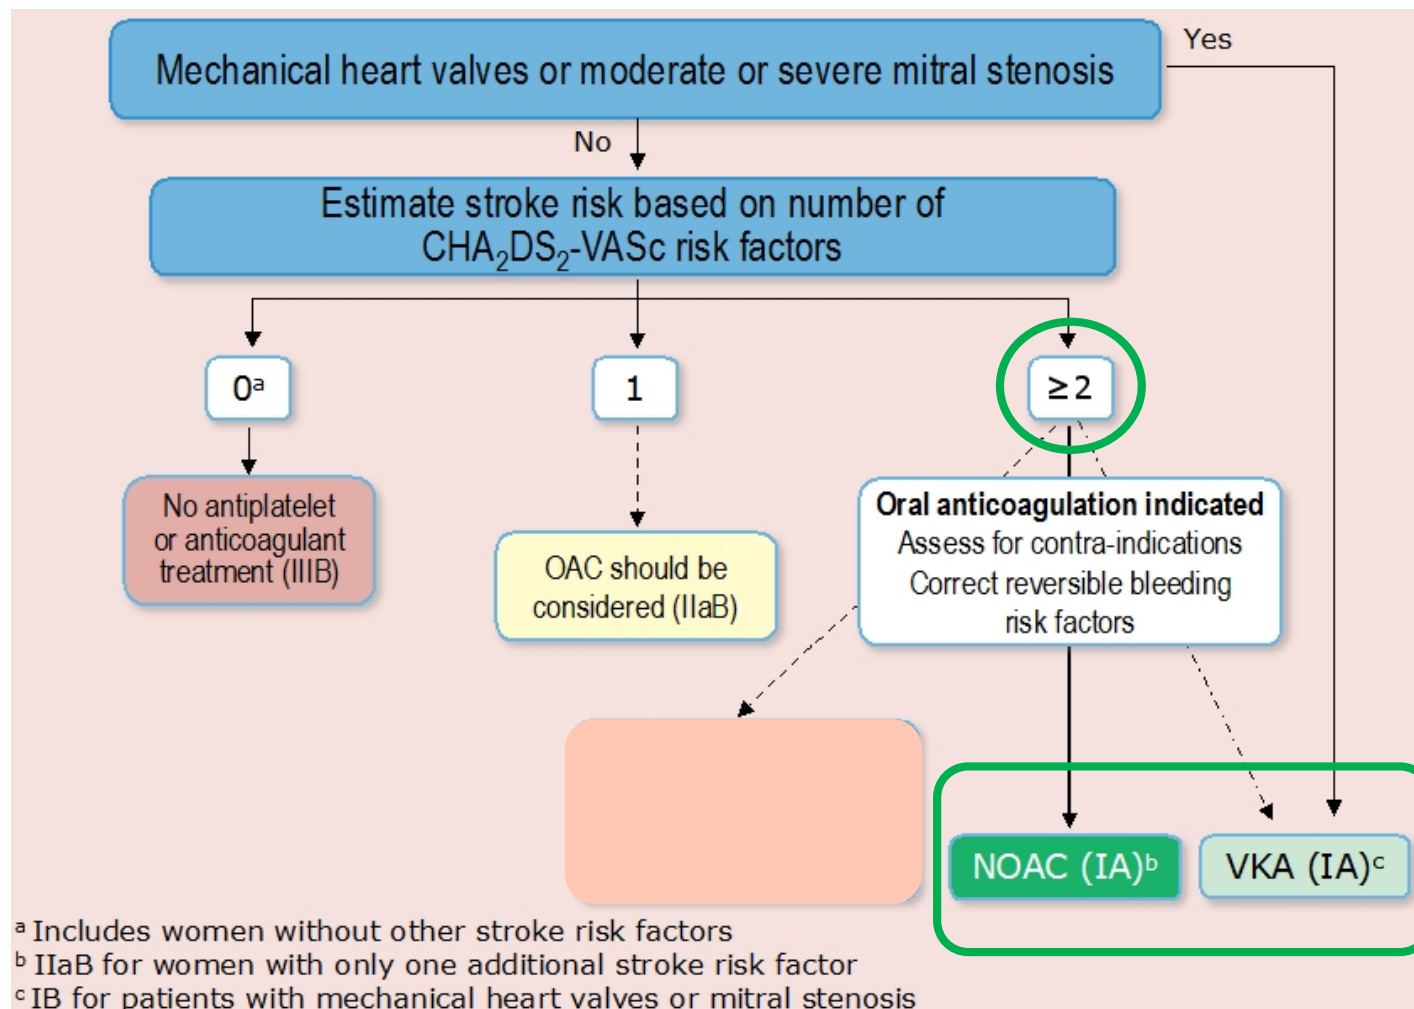 Mechanical heart valves or moderate or severe mitral stenosis
Yes
No
Estimate stroke risk based on number of
CHA₂DS₂-VASc risk factors
0ᵃ
1
≥2
No antiplatelet
or anticoagulant
treatment (IIIB)
OAC should be
considered (IIaB)
Oral anticoagulation indicated
Assess for contra-indications
Correct reversible bleeding
risk factors
NOAC (IA)ᵇ
VKA (IA)ᶜ
ᵃ Includes women without other stroke risk factors
ᵇ IIaB for women with only one additional stroke risk factor
ᶜ IB for patients with mechanical heart valves or mitral stenosis